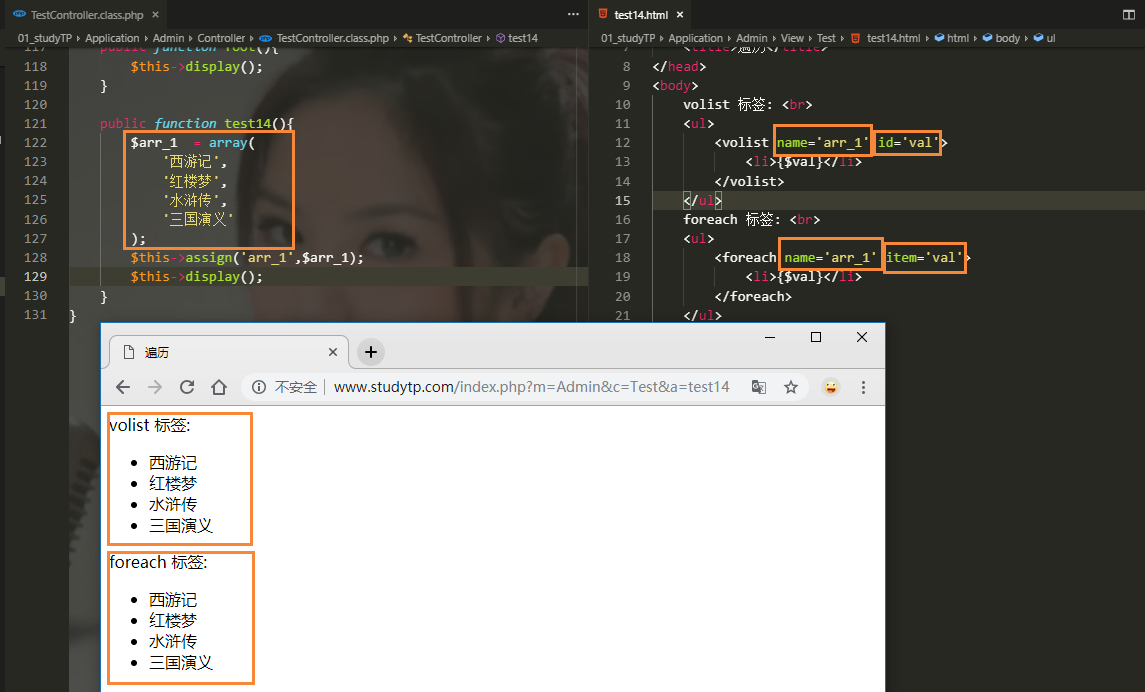 TestController.class.php × ···
01_studyTP › Application › Admin › Controller › TestController.class.php › TestController › test14
117 public function foot(){
118 $this->display();
119 }
120
121 public function test14(){
122 $arr_1 = array(
123 '西游记',
124 '红楼梦',
125 '水浒传',
126 '三国演义'
127 );
128 $this->assign('arr_1',$arr_1);
129 $this->display();
130 }
131 }
test14.html ×
01_studyTP › Application › Admin › View › Test › test14.html › html › body › ul
7 <title>遍历</title>
8 </head>
9 <body>
10 volist 标签: <br>
11 <ul>
12 <volist name='arr_1' id='val'>
13 <li>{$val}</li>
14 </volist>
15 </ul>
16 foreach 标签: <br>
17 <ul>
18 <foreach name='arr_1' item='val'>
19 <li>{$val}</li>
20 </foreach>
21 </ul>
遍历
不安全 | www.studytp.com/index.php?m=Admin&c=Test&a=test14
volist 标签:
• 西游记
• 红楼梦
• 水浒传
• 三国演义
foreach 标签:
• 西游记
• 红楼梦
• 水浒传
• 三国演义